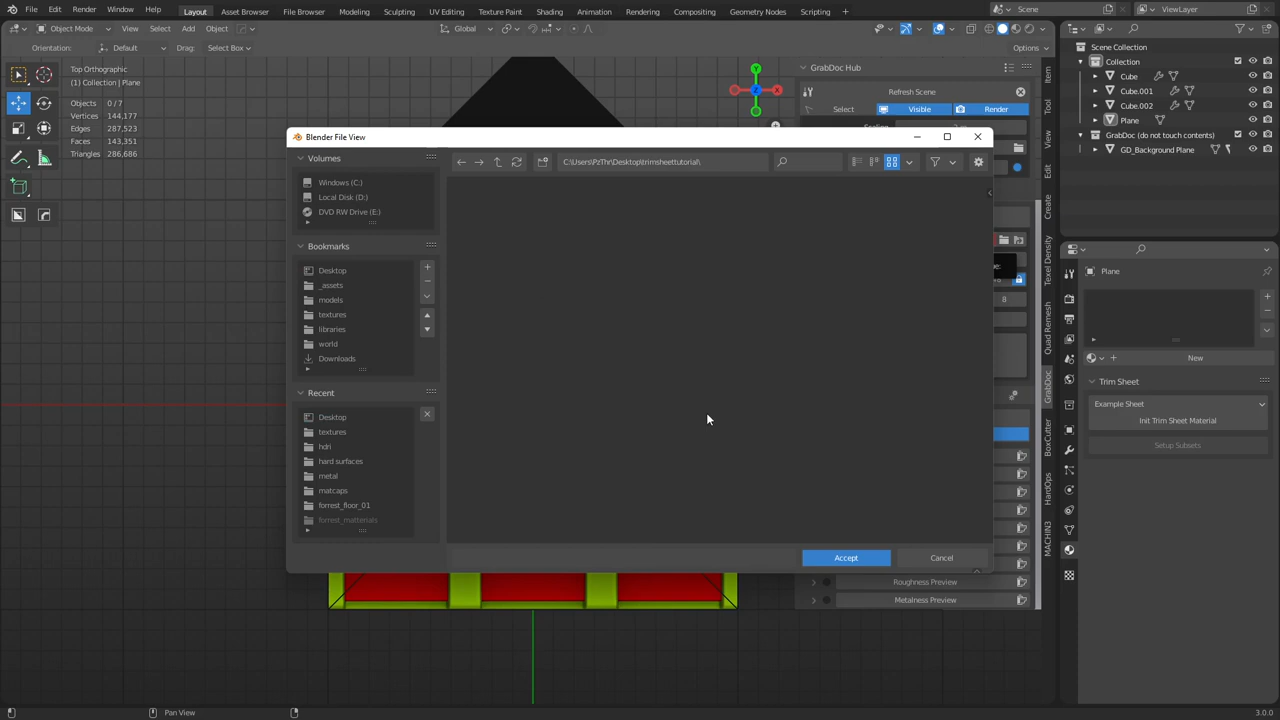 File Edit Render Window Help Layout Asset Browser File Browser Modeling Sculpting UV Editing Texture Paint Shading Animation Rendering Compositing Geometry Nodes Scripting + Scene ViewLayer
Object Mode View Select Add Object Global Options
Orientation: Default Drag: Select Box
Top Orthographic
(1) Collection | Plane
Objects 0 / 7
Vertices 144,177
Edges 287,523
Faces 143,351
Triangles 286,686
Y
X
Z
GrabDoc Hub
Refresh Scene
Select Visible Render
8
Roughness Preview
Metalness Preview
Item
Tool
View
Edit
Create
Texel Density
Quad Remesh
GrabDoc
BoxCutter
HardOps
MACHIN3
Blender File View
Volumes
Windows (C:)
Local Disk (D:)
DVD RW Drive (E:)
Bookmarks
Desktop
_assets
models
textures
libraries
world
Downloads
Recent
Desktop
textures
hdri
hard surfaces
metal
matcaps
forrest_floor_01
forrest_matterials
C:\Users\PzThr\Desktop\trimsheettutorial\
Accept Cancel
Scene Collection
Collection
Cube
Cube.001
Cube.002
Plane
GrabDoc (do not touch contents)
GD_Background Plane
Plane
New
Trim Sheet
Example Sheet
Init Trim Sheet Material
Setup Subsets
Pan View
3.0.0